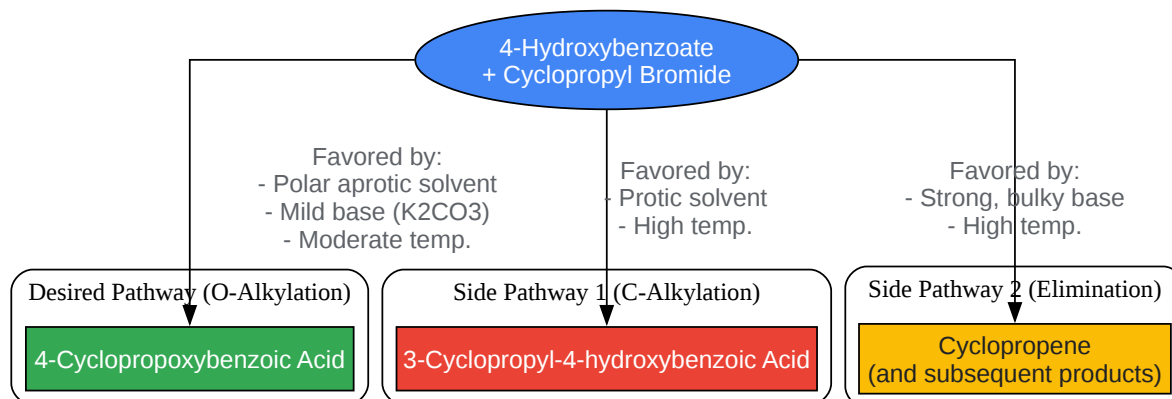 4-Hydroxybenzoate
+ Cyclopropyl Bromide
Favored by:
- Polar aprotic solvent
- Mild base (K2CO3)
- Moderate temp.
Favored by:
- Protic solvent
- High temp.
Favored by:
- Strong, bulky base
- High temp.
Desired Pathway (O-Alkylation)
4-Cyclopropoxybenzoic Acid
Side Pathway 1 (C-Alkylation)
3-Cyclopropyl-4-hydroxybenzoic Acid
Side Pathway 2 (Elimination)
Cyclopropene
(and subsequent products)